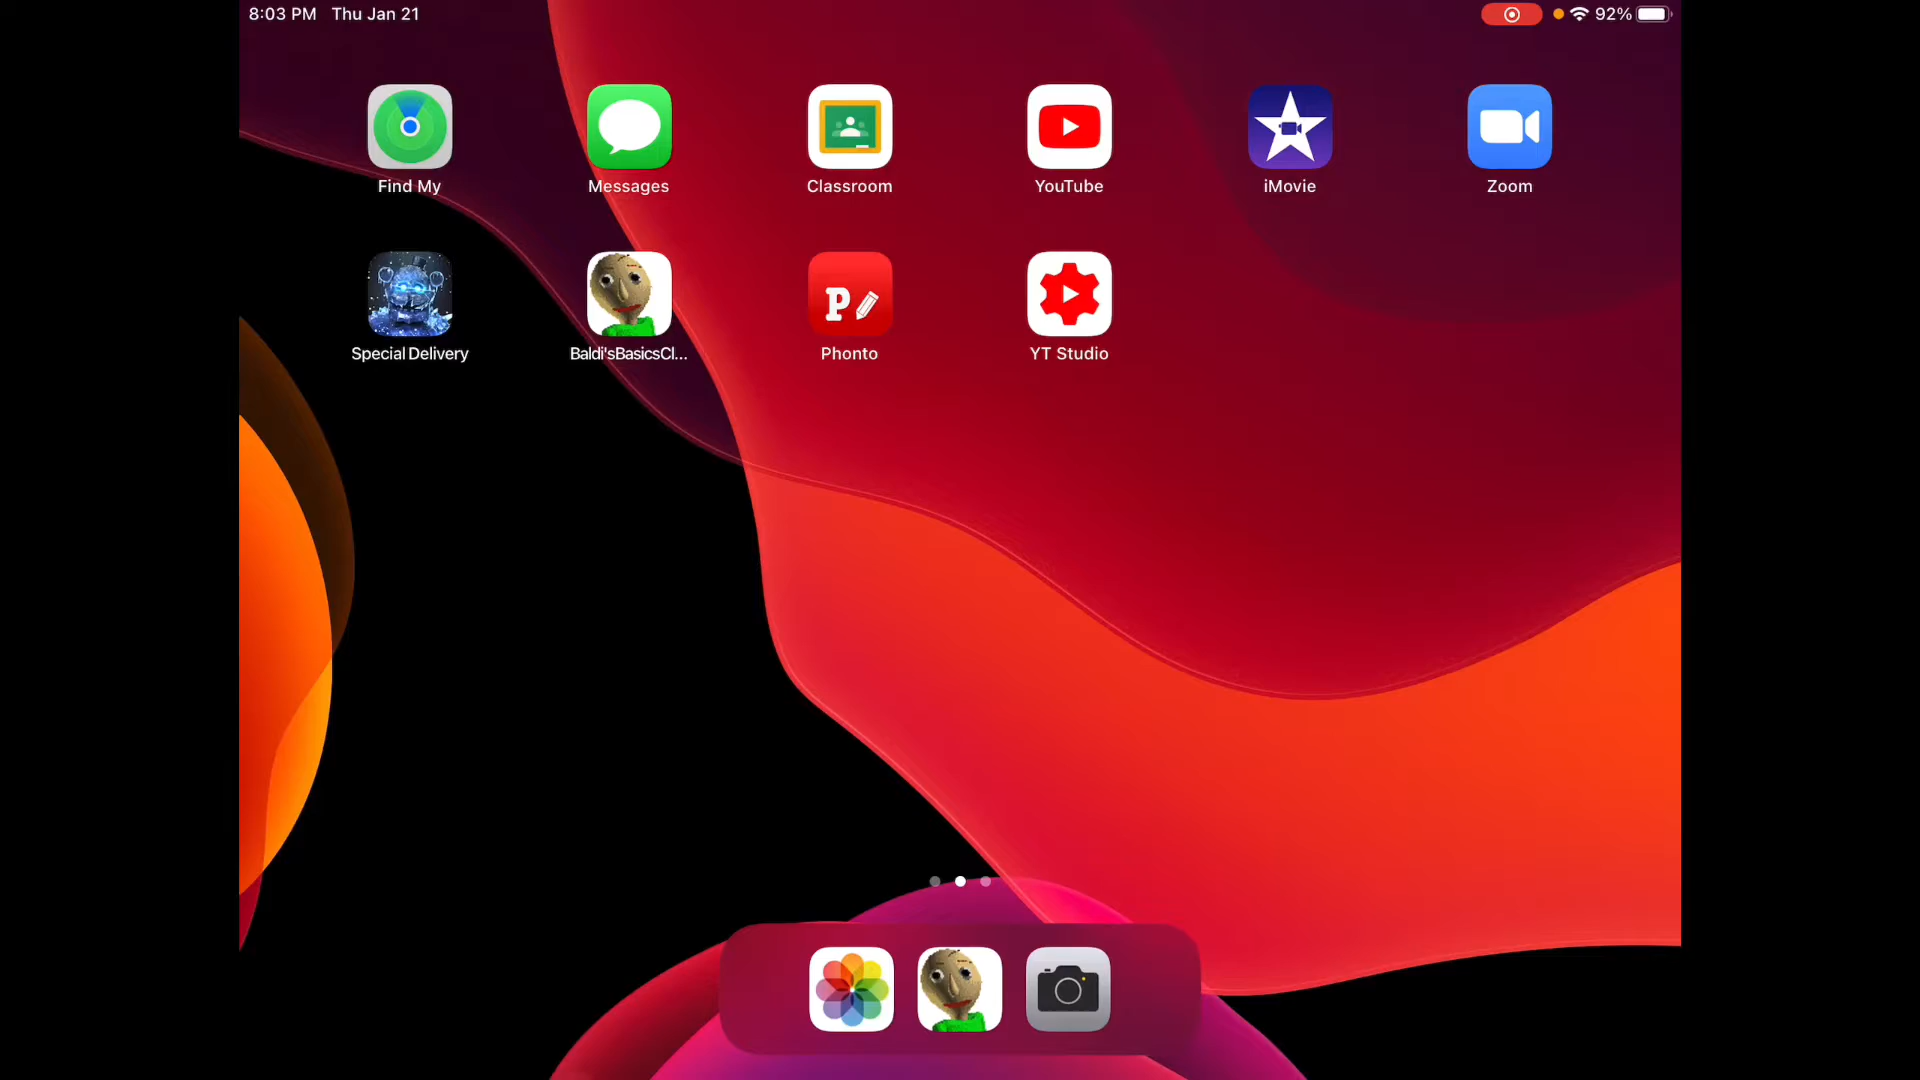 8:03 PM Thu Jan 21
92%
Find My
Messages
Classroom
YouTube
iMovie
Zoom
Special Delivery
Baldi'sBasicsCl...
P
Phonto
YT Studio